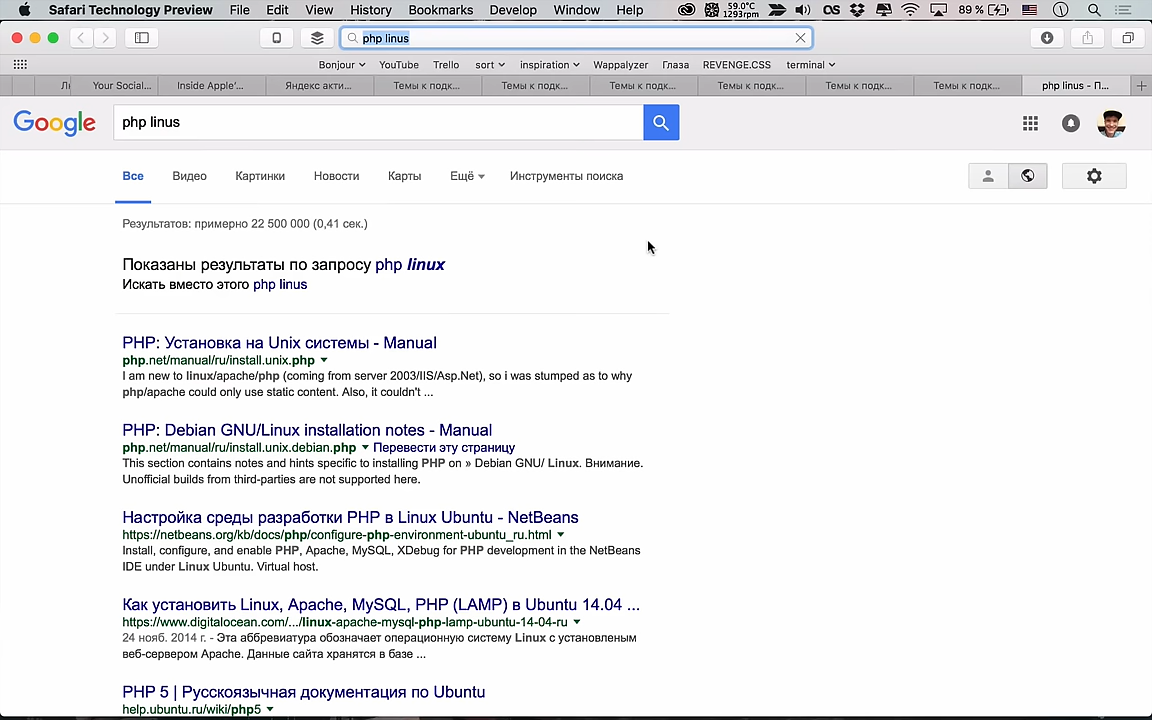 Safari Technology Preview File Edit View History Bookmarks Develop Window Help 59.0°C 1293rpm 89 %
php linus
Bonjour YouTube Trello sort inspiration Wappalyzer Глаза REVENGE.CSS terminal
Your Social... Inside Apple'... Яндекс акти... Темы к подк... Темы к подк... Темы к подк... Темы к подк... Темы к подк... Темы к подк... php linus - П...
Google php linus
Все Видео Картинки Новости Карты Ещё Инструменты поиска
Результатов: примерно 22 500 000 (0,41 сек.)
Показаны результаты по запросу php linux
Искать вместо этого php linus
PHP: Установка на Unix системы - Manual
php.net/manual/ru/install.unix.php
I am new to linux/apache/php (coming from server 2003/IIS/Asp.Net), so i was stumped as to why
php/apache could only use static content. Also, it couldn't ...
PHP: Debian GNU/Linux installation notes - Manual
php.net/manual/ru/install.unix.debian.php Перевести эту страницу
This section contains notes and hints specific to installing PHP on » Debian GNU/ Linux. Внимание.
Unofficial builds from third-parties are not supported here.
Настройка среды разработки PHP в Linux Ubuntu - NetBeans
https://netbeans.org/kb/docs/php/configure-php-environment-ubuntu_ru.html
Install, configure, and enable PHP, Apache, MySQL, XDebug for PHP development in the NetBeans
IDE under Linux Ubuntu. Virtual host.
Как установить Linux, Apache, MySQL, PHP (LAMP) в Ubuntu 14.04 ...
https://www.digitalocean.com/.../linux-apache-mysql-php-lamp-ubuntu-14-04-ru
24 нояб. 2014 г. - Эта аббревиатура обозначает операционную систему Linux с установленым
веб-сервером Apache. Данные сайта хранятся в базе ...
PHP 5 | Русскоязычная документация по Ubuntu
help.ubuntu.ru/wiki/php5